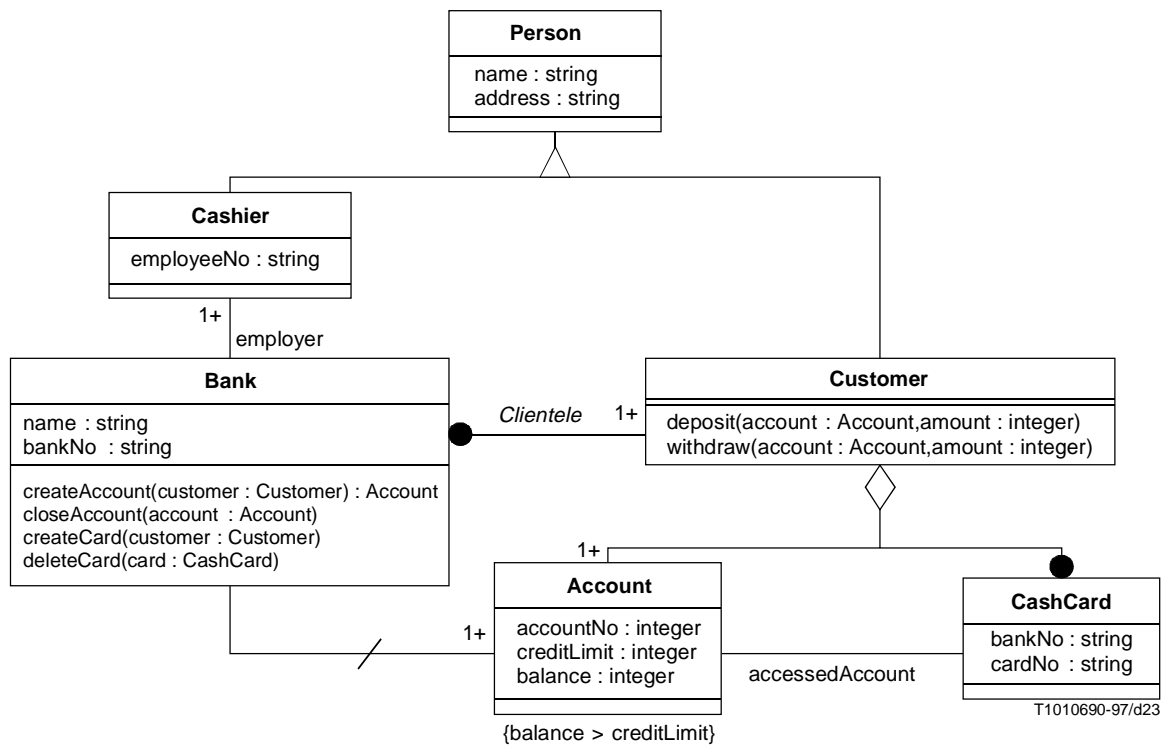 Person
name : string
address : string
Cashier
employeeNo : string
1+
employer
Bank
name : string
bankNo : string
createAccount(customer : Customer) : Account
closeAccount(account : Account)
createCard(customer : Customer)
deleteCard(card : CashCard)
Clientele
1+
Customer
deposit(account : Account,amount : integer)
withdraw(account : Account,amount : integer)
1+
1+
Account
accountNo : integer
creditLimit : integer
balance : integer
{balance > creditLimit}
accessedAccount
CashCard
bankNo : string
cardNo : string
T1010690-97/d23